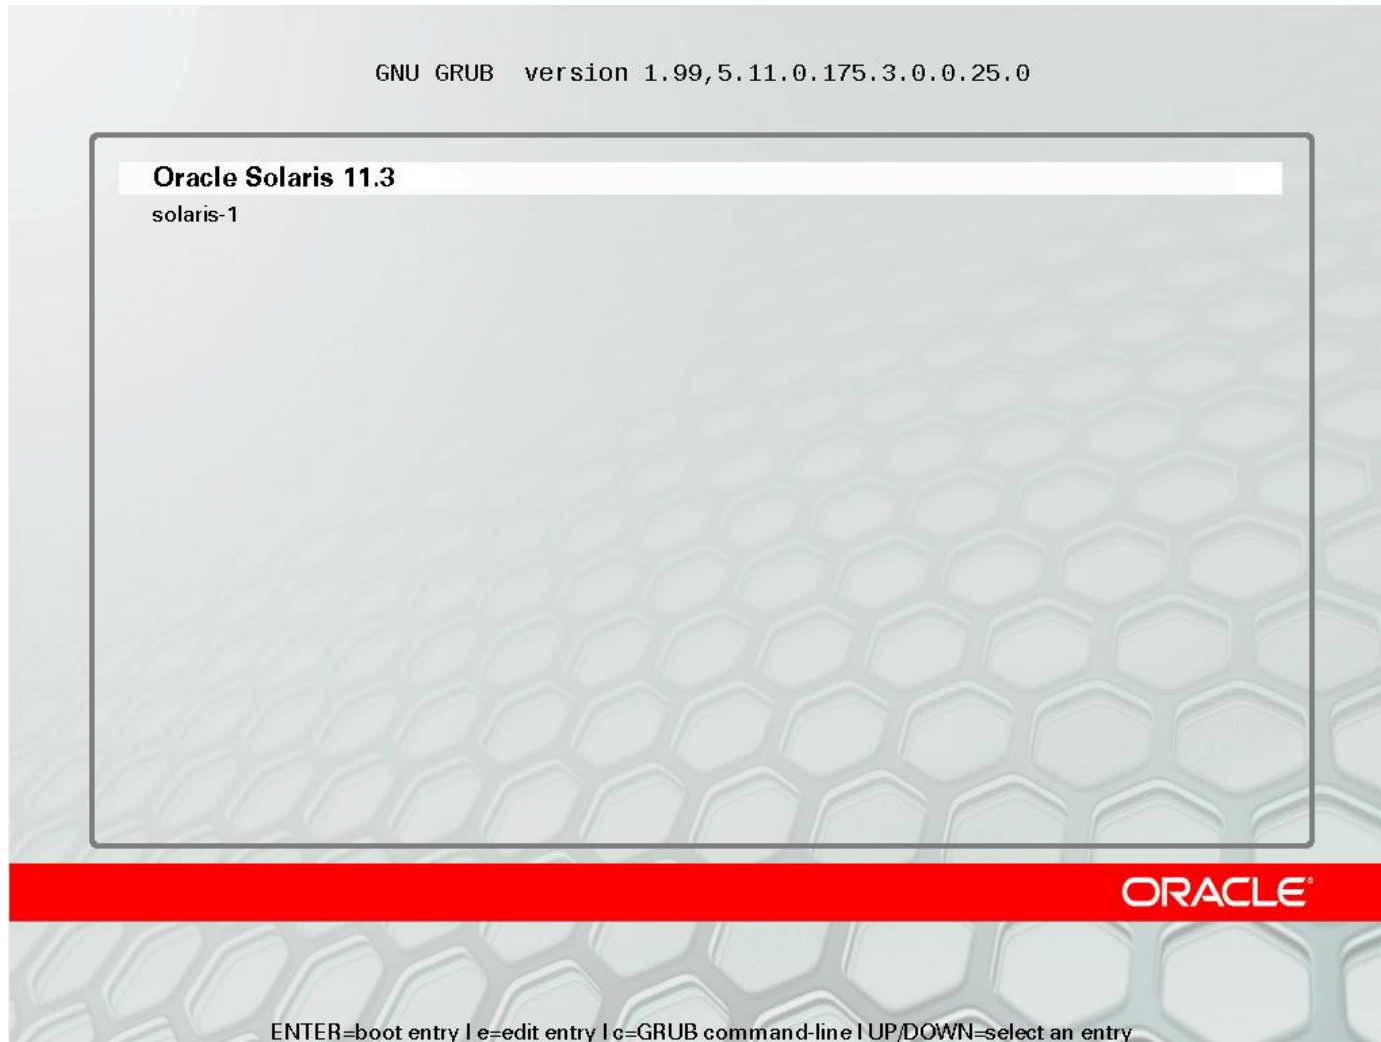 GNU GRUB version 1.99,5.11.0.175.3.0.0.25.0
Oracle Solaris 11.3
solaris-1
ORACLE®
ENTER=boot entry | e=edit entry | c=GRUB command-line | UP/DOWN=select an entry